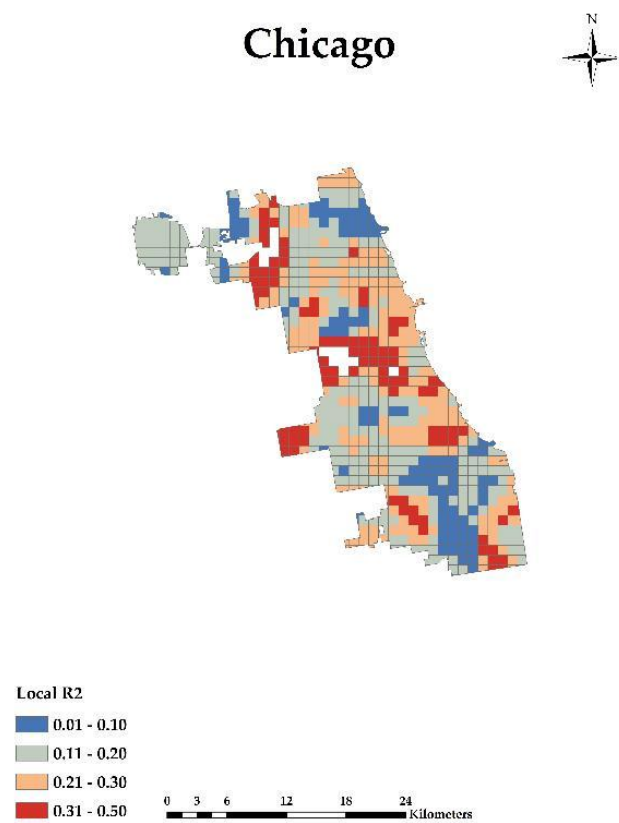 N
Chicago
Local R2
0.01 - 0.10
0.11 - 0.20
0.21 - 0.30
0.31 - 0.50
0 3 6 12 18 24
Kilometers